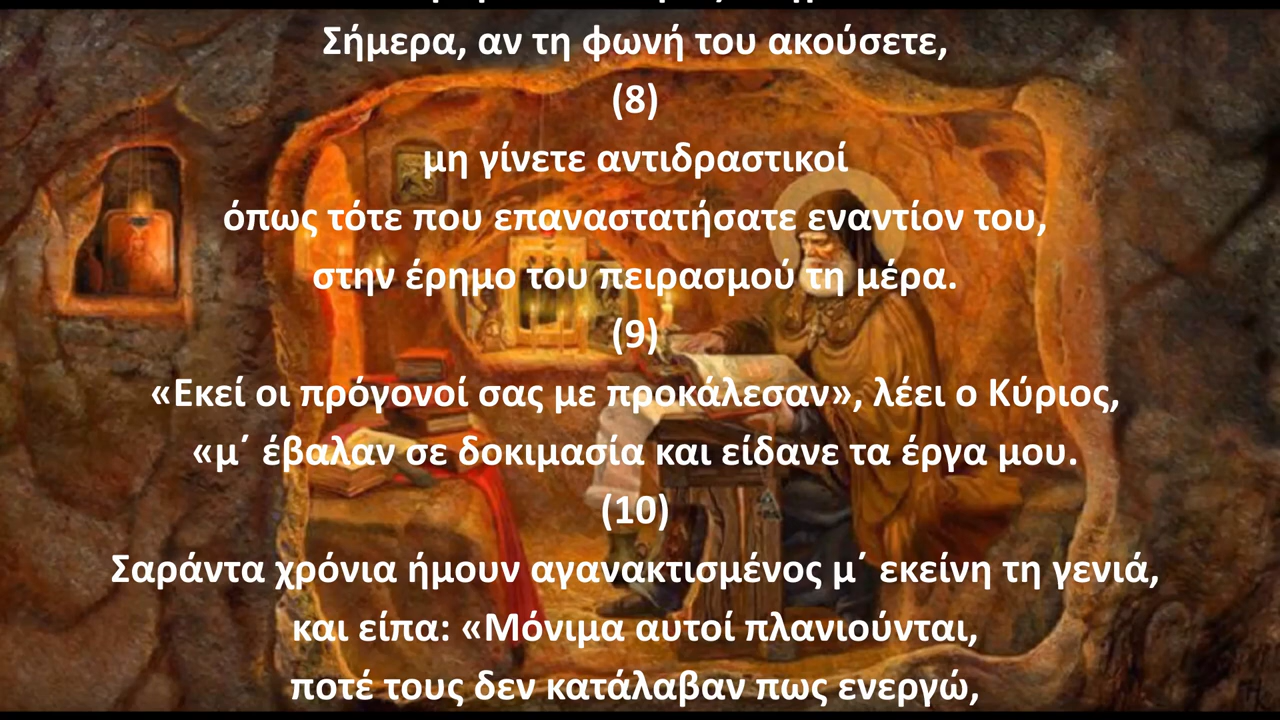 Σήμερα, αν τη φωνή του ακούσετε,
(8)
μη γίνετε αντιδραστικοί
όπως τότε που επαναστατήσατε εναντίον του,
στην έρημο του πειρασμού τη μέρα.
(9)
«Εκεί οι πρόγονοί σας με προκάλεσαν», λέει ο Κύριος,
«μ΄ έβαλαν σε δοκιμασία και είδανε τα έργα μου.
(10)
Σαράντα χρόνια ήμουν αγανακτισμένος μ΄ εκείνη τη γενιά,
και είπα: «Μόνιμα αυτοί πλανιούνται,
ποτέ τους δεν κατάλαβαν πως ενεργώ,